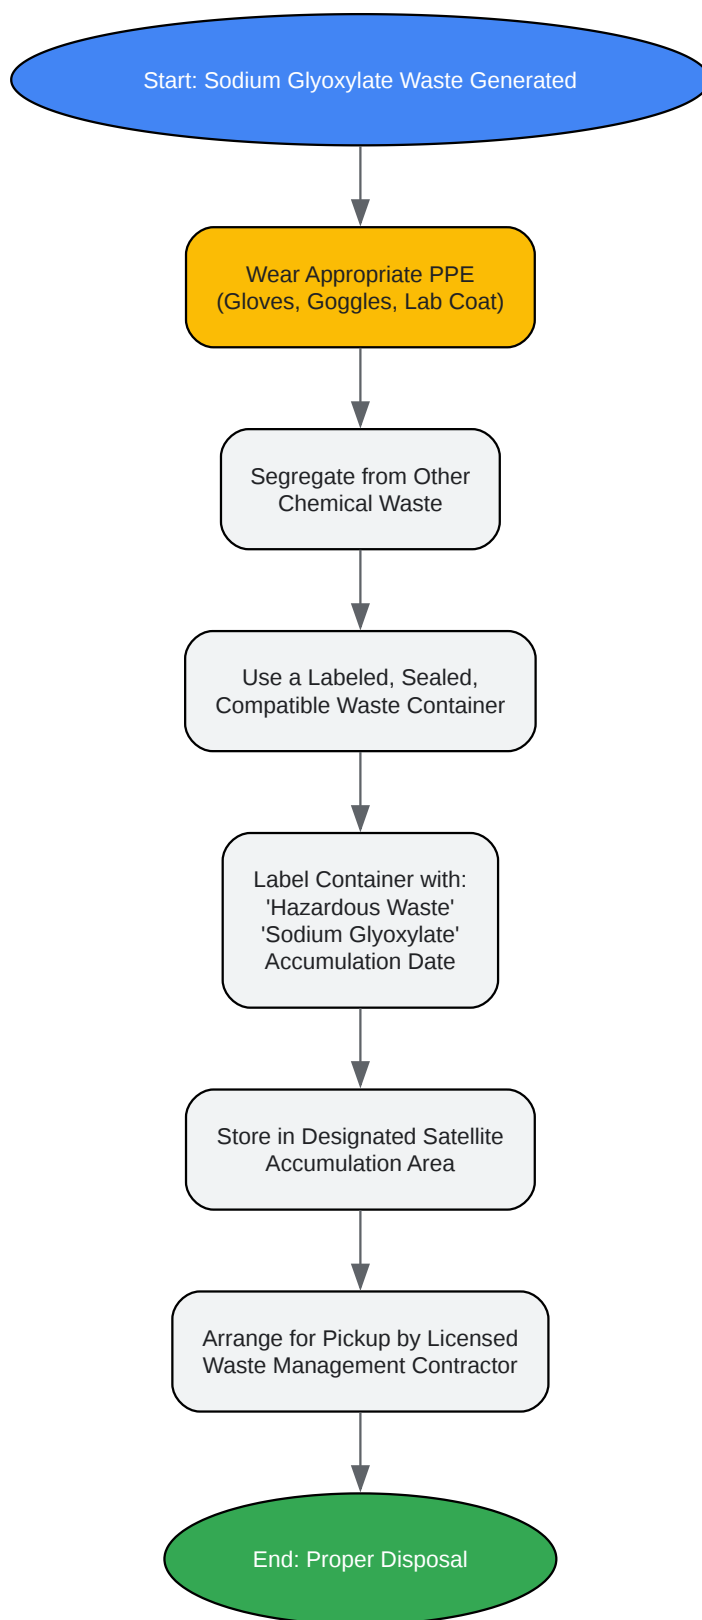 Start: Sodium Glyoxylate Waste Generated
Wear Appropriate PPE
(Gloves, Goggles, Lab Coat)
Segregate from Other
Chemical Waste
Use a Labeled, Sealed,
Compatible Waste Container
Label Container with:
'Hazardous Waste'
'Sodium Glyoxylate'
Accumulation Date
Store in Designated Satellite
Accumulation Area
Arrange for Pickup by Licensed
Waste Management Contractor
End: Proper Disposal